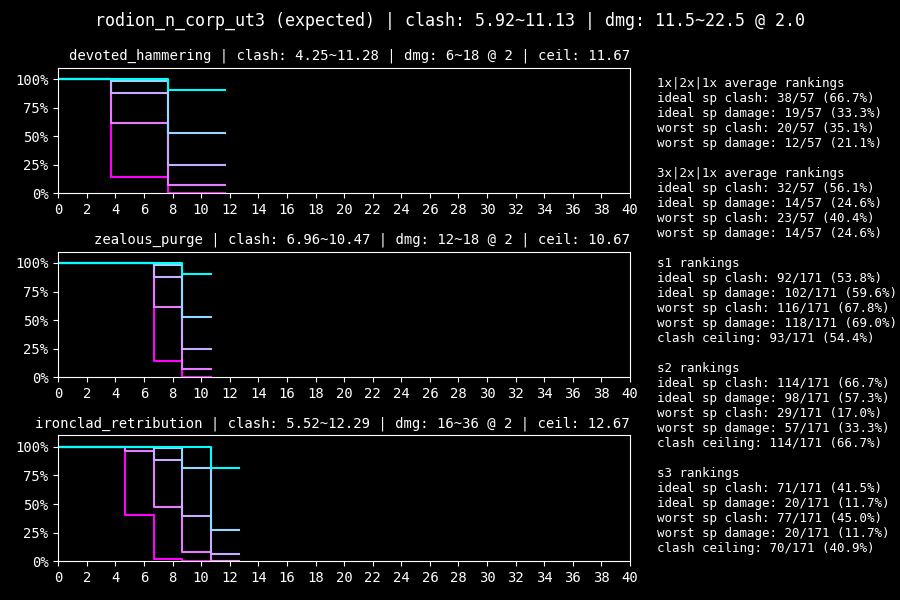 rodion_n_corp_ut3 (expected) | clash: 5.92~11.13 | dmg: 11.5~22.5 @ 2.0
devoted_hammering | clash: 4.25~11.28 | dmg: 6~18 @ 2 | ceil: 11.67
100%
75%
50%
25%
0%
0 2 4 6 8 10 12 14 16 18 20 22 24 26 28 30 32 34 36 38 40
zealous_purge | clash: 6.96~10.47 | dmg: 12~18 @ 2 | ceil: 10.67
100%
75%
50%
25%
0%
0 2 4 6 8 10 12 14 16 18 20 22 24 26 28 30 32 34 36 38 40
ironclad_retribution | clash: 5.52~12.29 | dmg: 16~36 @ 2 | ceil: 12.67
100%
75%
50%
25%
0%
0 2 4 6 8 10 12 14 16 18 20 22 24 26 28 30 32 34 36 38 40
1x|2x|1x average rankings
ideal sp clash: 38/57 (66.7%)
ideal sp damage: 19/57 (33.3%)
worst sp clash: 20/57 (35.1%)
worst sp damage: 12/57 (21.1%)
3x|2x|1x average rankings
ideal sp clash: 32/57 (56.1%)
ideal sp damage: 14/57 (24.6%)
worst sp clash: 23/57 (40.4%)
worst sp damage: 14/57 (24.6%)
s1 rankings
ideal sp clash: 92/171 (53.8%)
ideal sp damage: 102/171 (59.6%)
worst sp clash: 116/171 (67.8%)
worst sp damage: 118/171 (69.0%)
clash ceiling: 93/171 (54.4%)
s2 rankings
ideal sp clash: 114/171 (66.7%)
ideal sp damage: 98/171 (57.3%)
worst sp clash: 29/171 (17.0%)
worst sp damage: 57/171 (33.3%)
clash ceiling: 114/171 (66.7%)
s3 rankings
ideal sp clash: 71/171 (41.5%)
ideal sp damage: 20/171 (11.7%)
worst sp clash: 77/171 (45.0%)
worst sp damage: 20/171 (11.7%)
clash ceiling: 70/171 (40.9%)